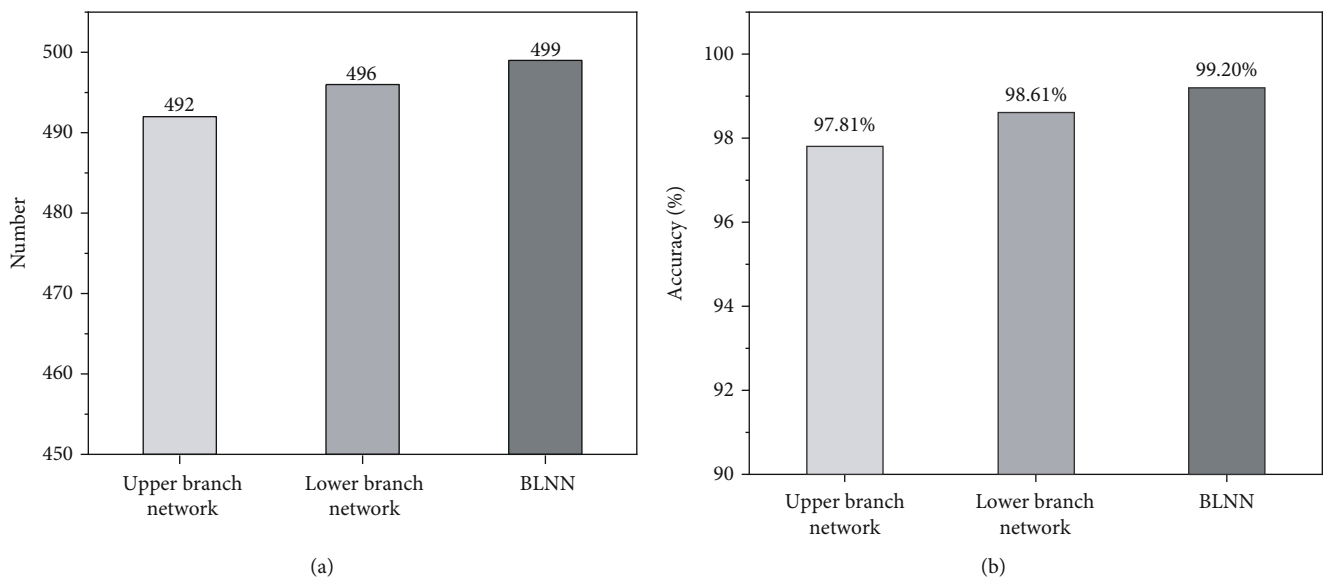 500
490
480
470
460
450
Number
492
496
499
Upper branch
network
Lower branch
network
BLNN
(a)
100
98
96
94
92
90
Accuracy (%)
97.81%
98.61%
99.20%
Upper branch
network
Lower branch
network
BLNN
(b)